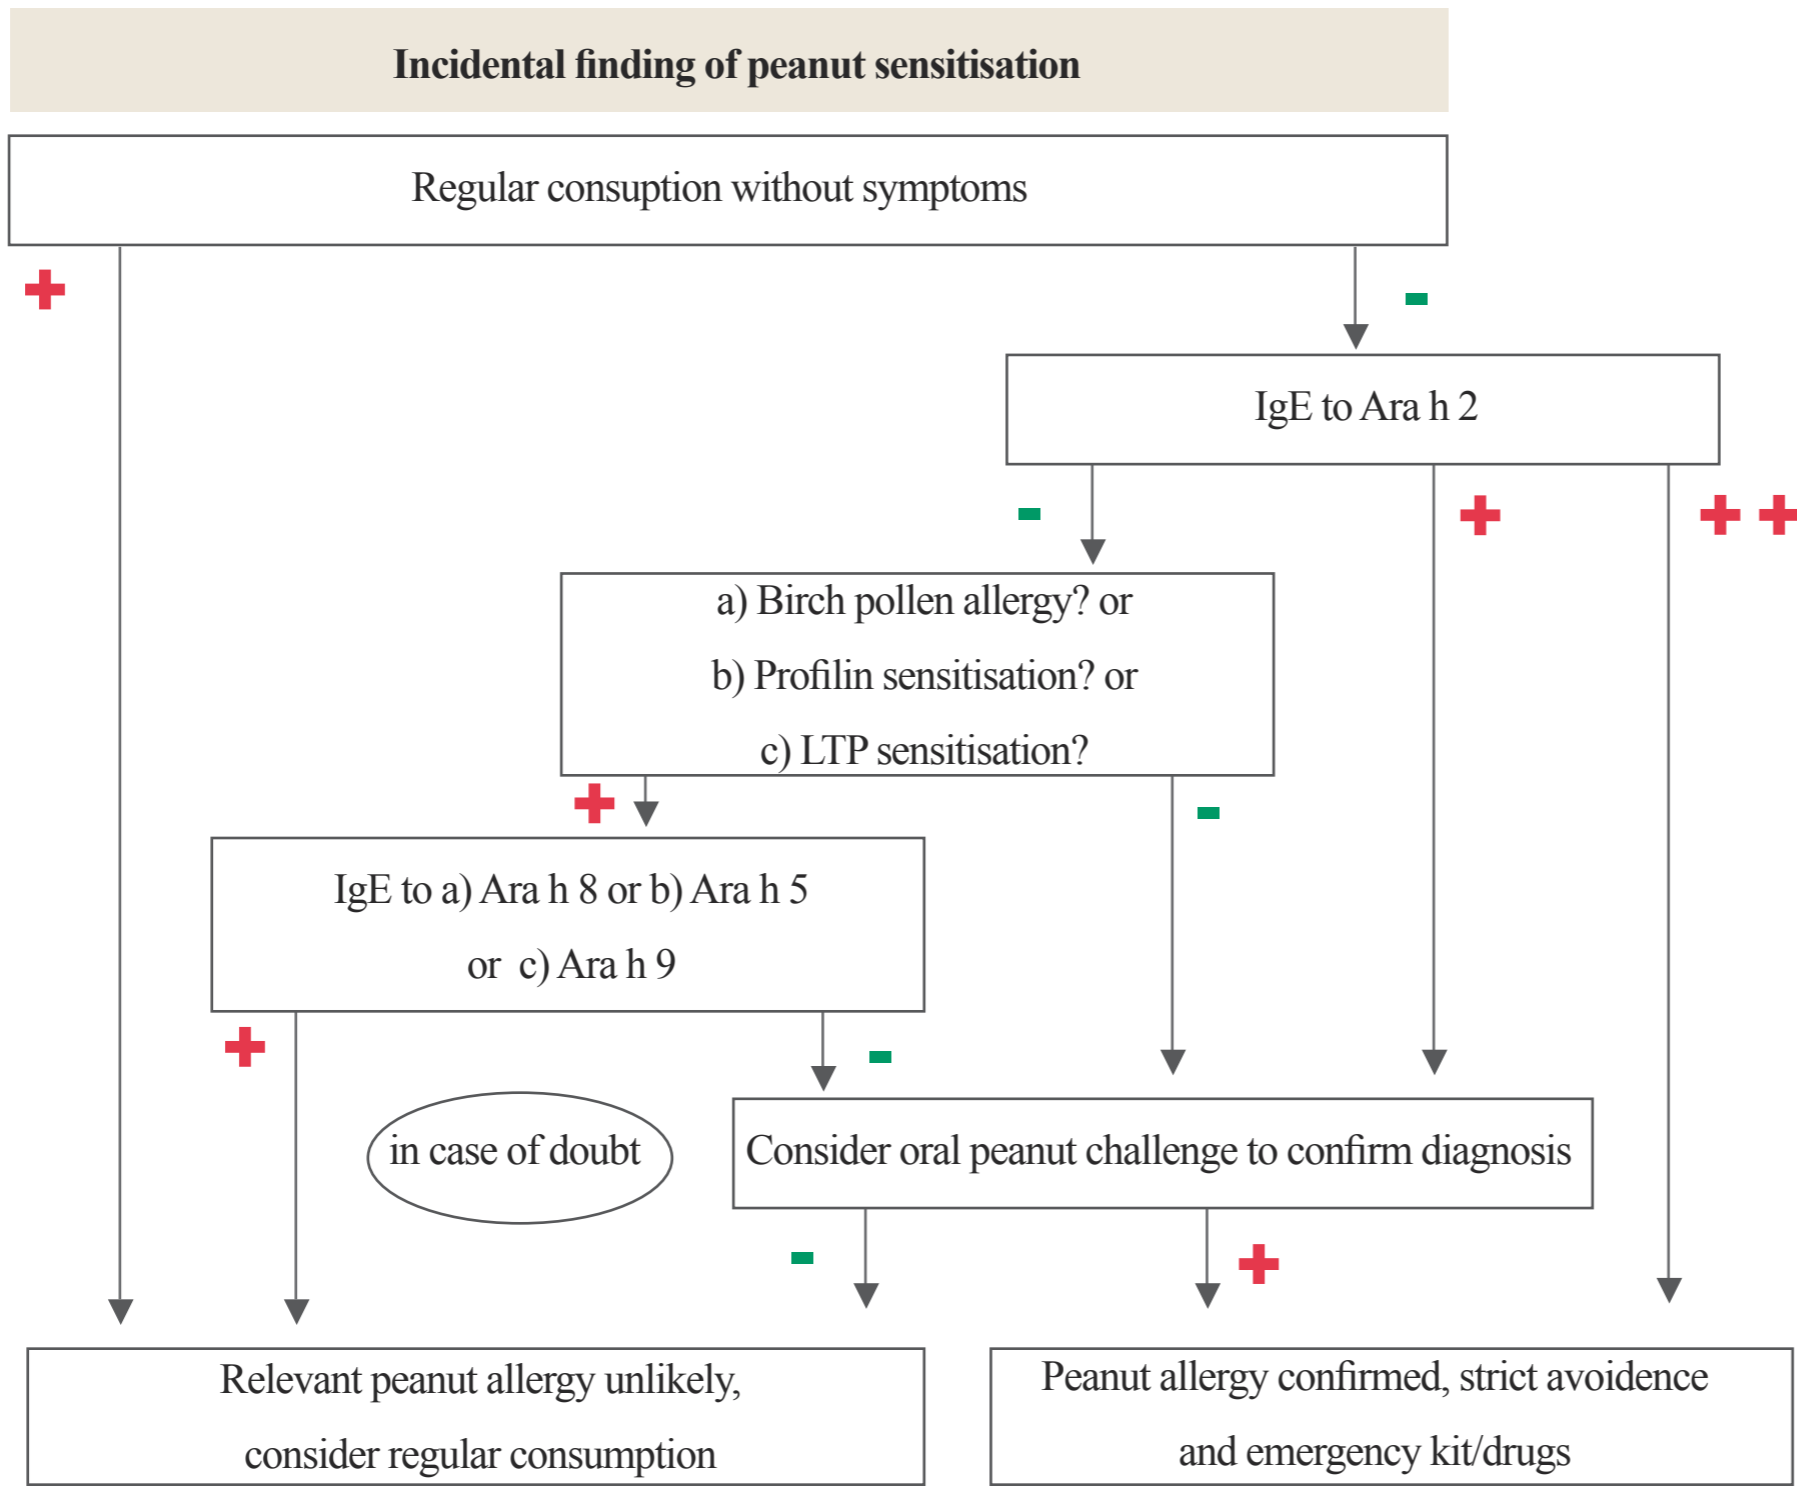 Incidental finding of peanut sensitisation
Regular consuption without symptoms
+
-
IgE to Ara h 2
-
+
+ +
a) Birch pollen allergy? or
b) Profilin sensitisation? or
c) LTP sensitisation?
+
-
IgE to a) Ara h 8 or b) Ara h 5
or c) Ara h 9
+
-
in case of doubt
Consider oral peanut challenge to confirm diagnosis
-
+
Relevant peanut allergy unlikely,
consider regular consumption
Peanut allergy confirmed, strict avoidence
and emergency kit/drugs